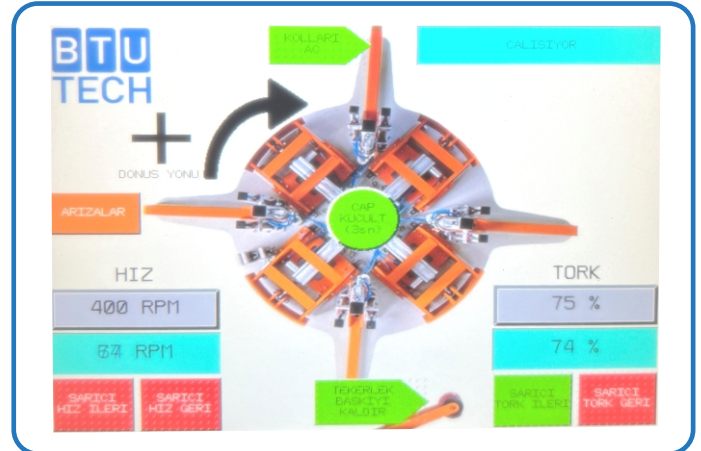 BTU
TECH
KOLLARI
AÇ
CALISIYOR
+
DONUS YONU
ARIZALAR
CAP
KUCULT
(3sn)
HIZ
TORK
400 RPM
75 %
RPM
74 %
SARICI
HIZ ILERI
SARICI
HIZ GERI
TEKERLEK
BASKIYI
KALDIR
SARICI
TORK ILERI
SARICI
TORK GERI